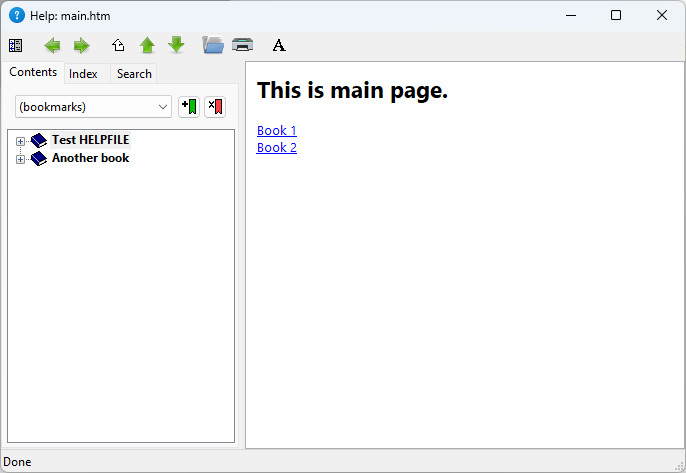 Help: main.htm
A
Contents Index Search
(bookmarks)
Test HELPFILE
Another book
This is main page.
Book 1
Book 2
Done